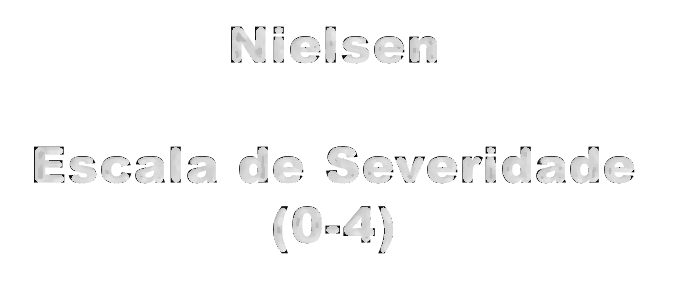 Nielsen
Escala de Severidade
(0-4)